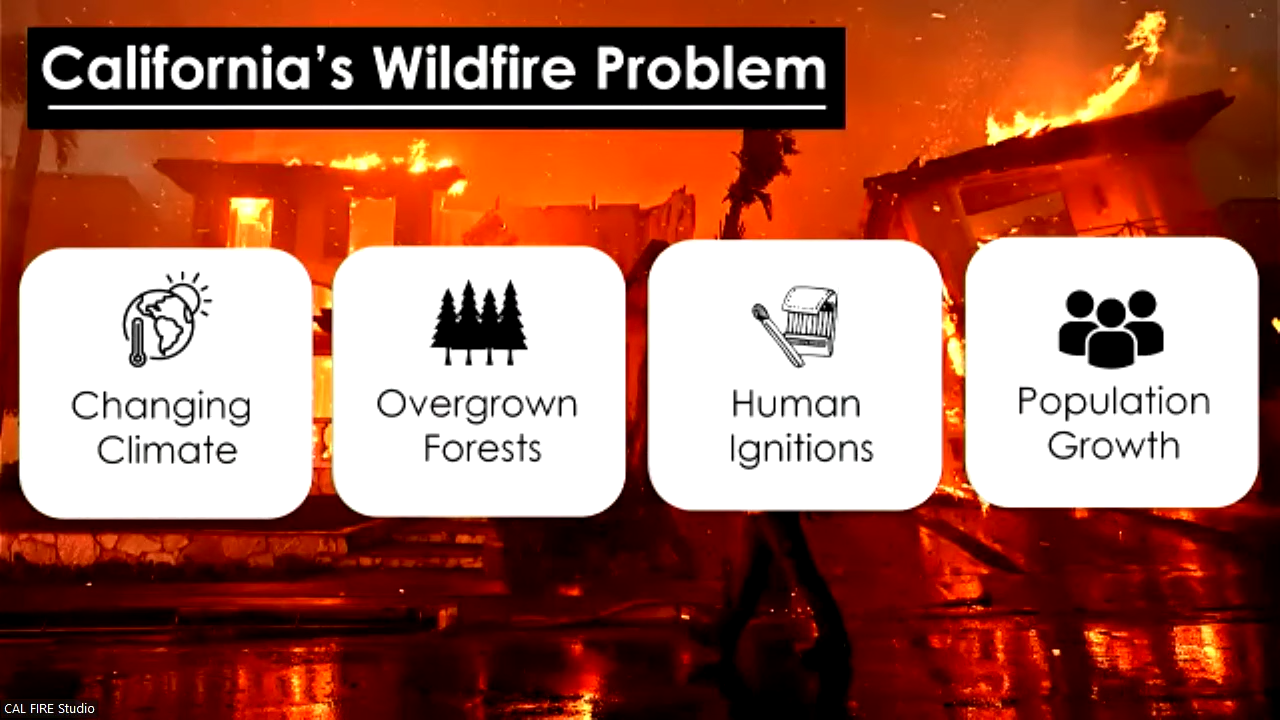 California’s Wildfire Problem
Changing
Climate
Overgrown
Forests
Human
Ignitions
Population
Growth
CAL FIRE Studio